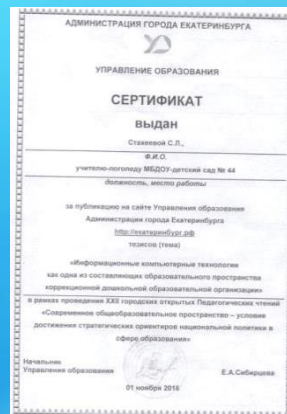 АДМИНИСТРАЦИЯ ГОРОДА ЕКАТЕРИНБУРГА
УПРАВЛЕНИЕ ОБРАЗОВАНИЯ
СЕРТИФИКАТ
выдан
Стахеевой С.Л.,
Ф.И.О.
учителю-логопеду МБДОУ-детский сад № 44
должность, место работы
за публикацию на сайте Управления образования
Администрации города Екатеринбурга
http://екатеринбург.рф
тезисов (тема)
«Информационные компьютерные технологии
как одна из составляющих образовательного пространства
коррекционной дошкольной образовательной организации»
в рамках проведения XXII городских открытых Педагогических чтений
«Современное общеобразовательное пространство – условие
достижения стратегических ориентиров национальной политики в
сфере образования»
Начальник
Управления образования
Е.А.Сибирцева
01 ноября 2016